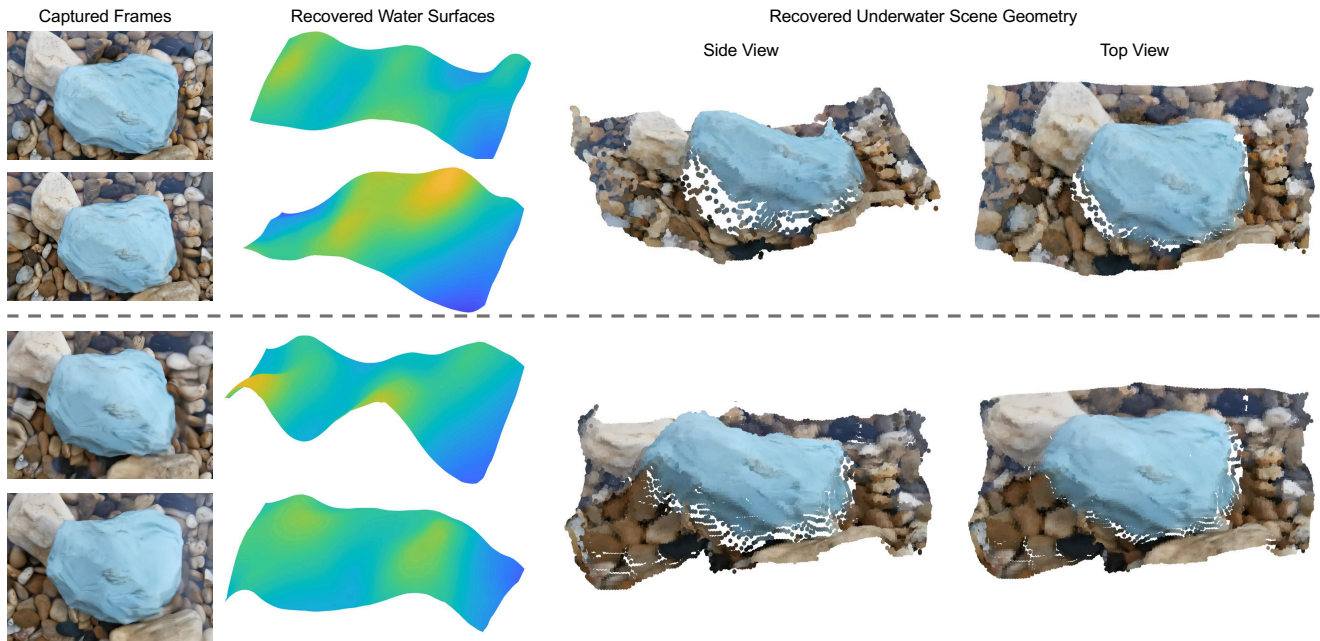 Captured Frames
Recovered Water Surfaces
Recovered Underwater Scene Geometry
Side View
Top View